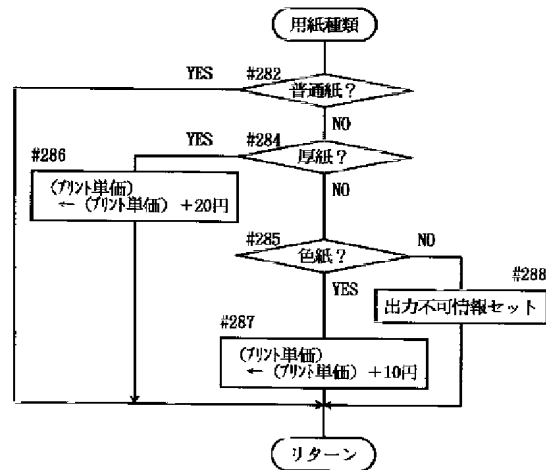 用紙種類
YES
#282
普通紙?
NO
YES
#284
厚紙?
#286
NO
(プリント単価)
← (プリント単価) +20円
#285
色紙?
NO
#288
YES
出力不可情報セット
#287
(プリント単価)
← (プリント単価) +10円
リターン